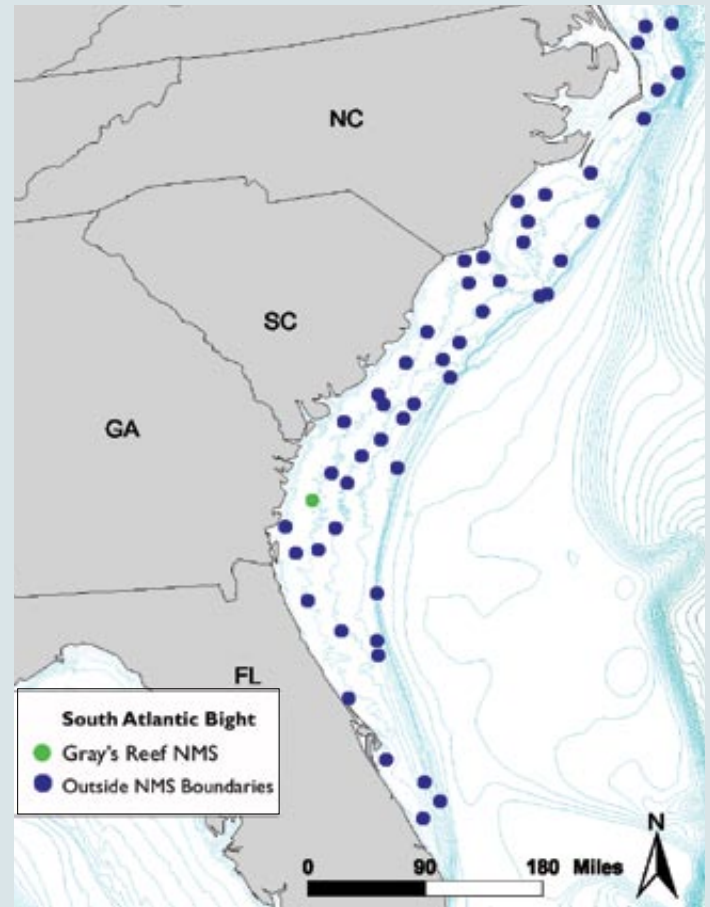 NC
SC
GA
FL
South Atlantic Bight
Gray's Reef NMS
Outside NMS Boundaries
N
0 90 180 Miles